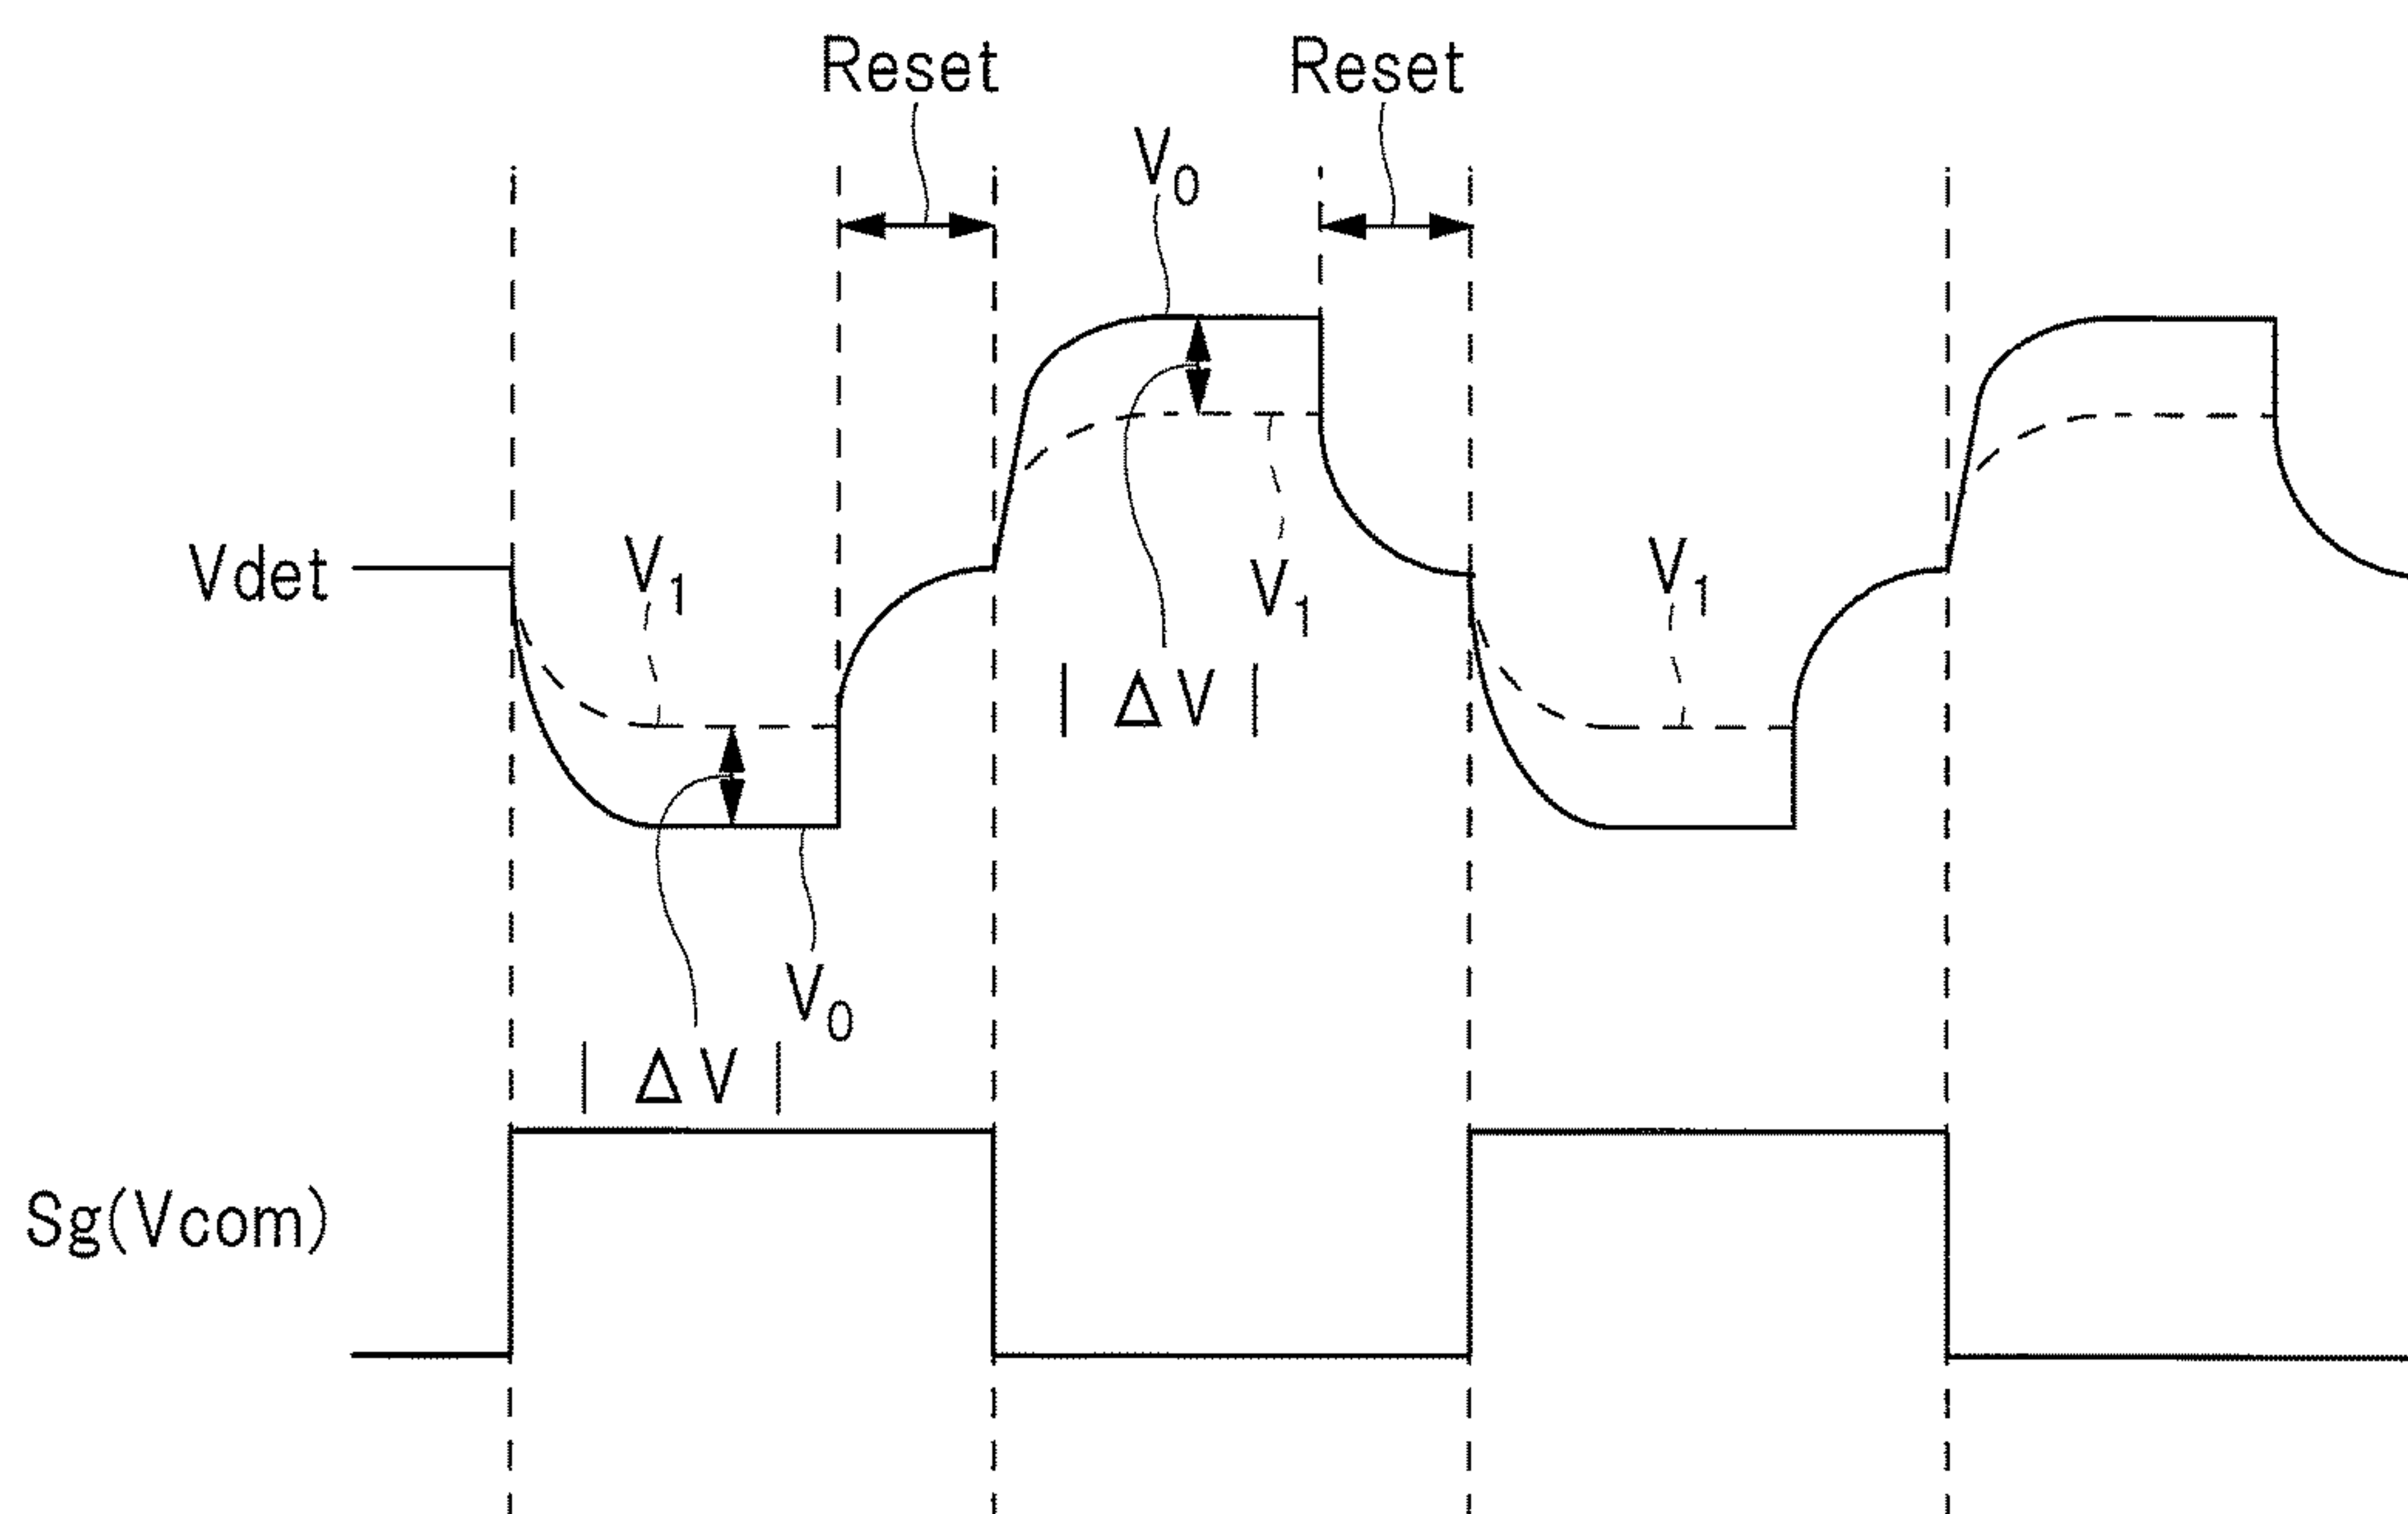 Reset
Reset
V₀
Vdet
V₁
V₁
V₁
| ΔV |
V₀
| ΔV |
Sg(Vcom)